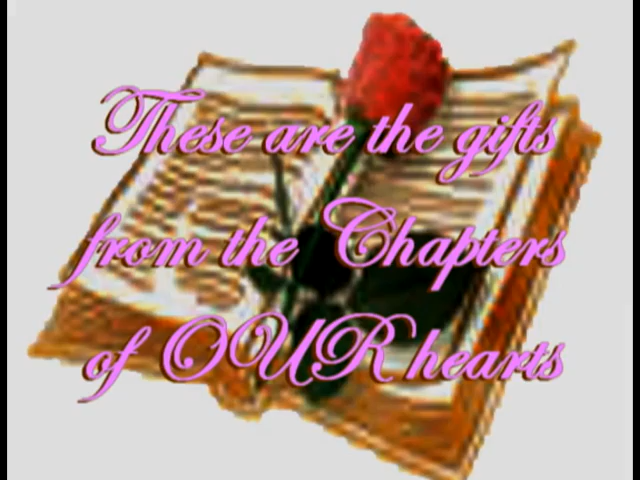 These are the gifts
from the Chapters
of OUR hearts